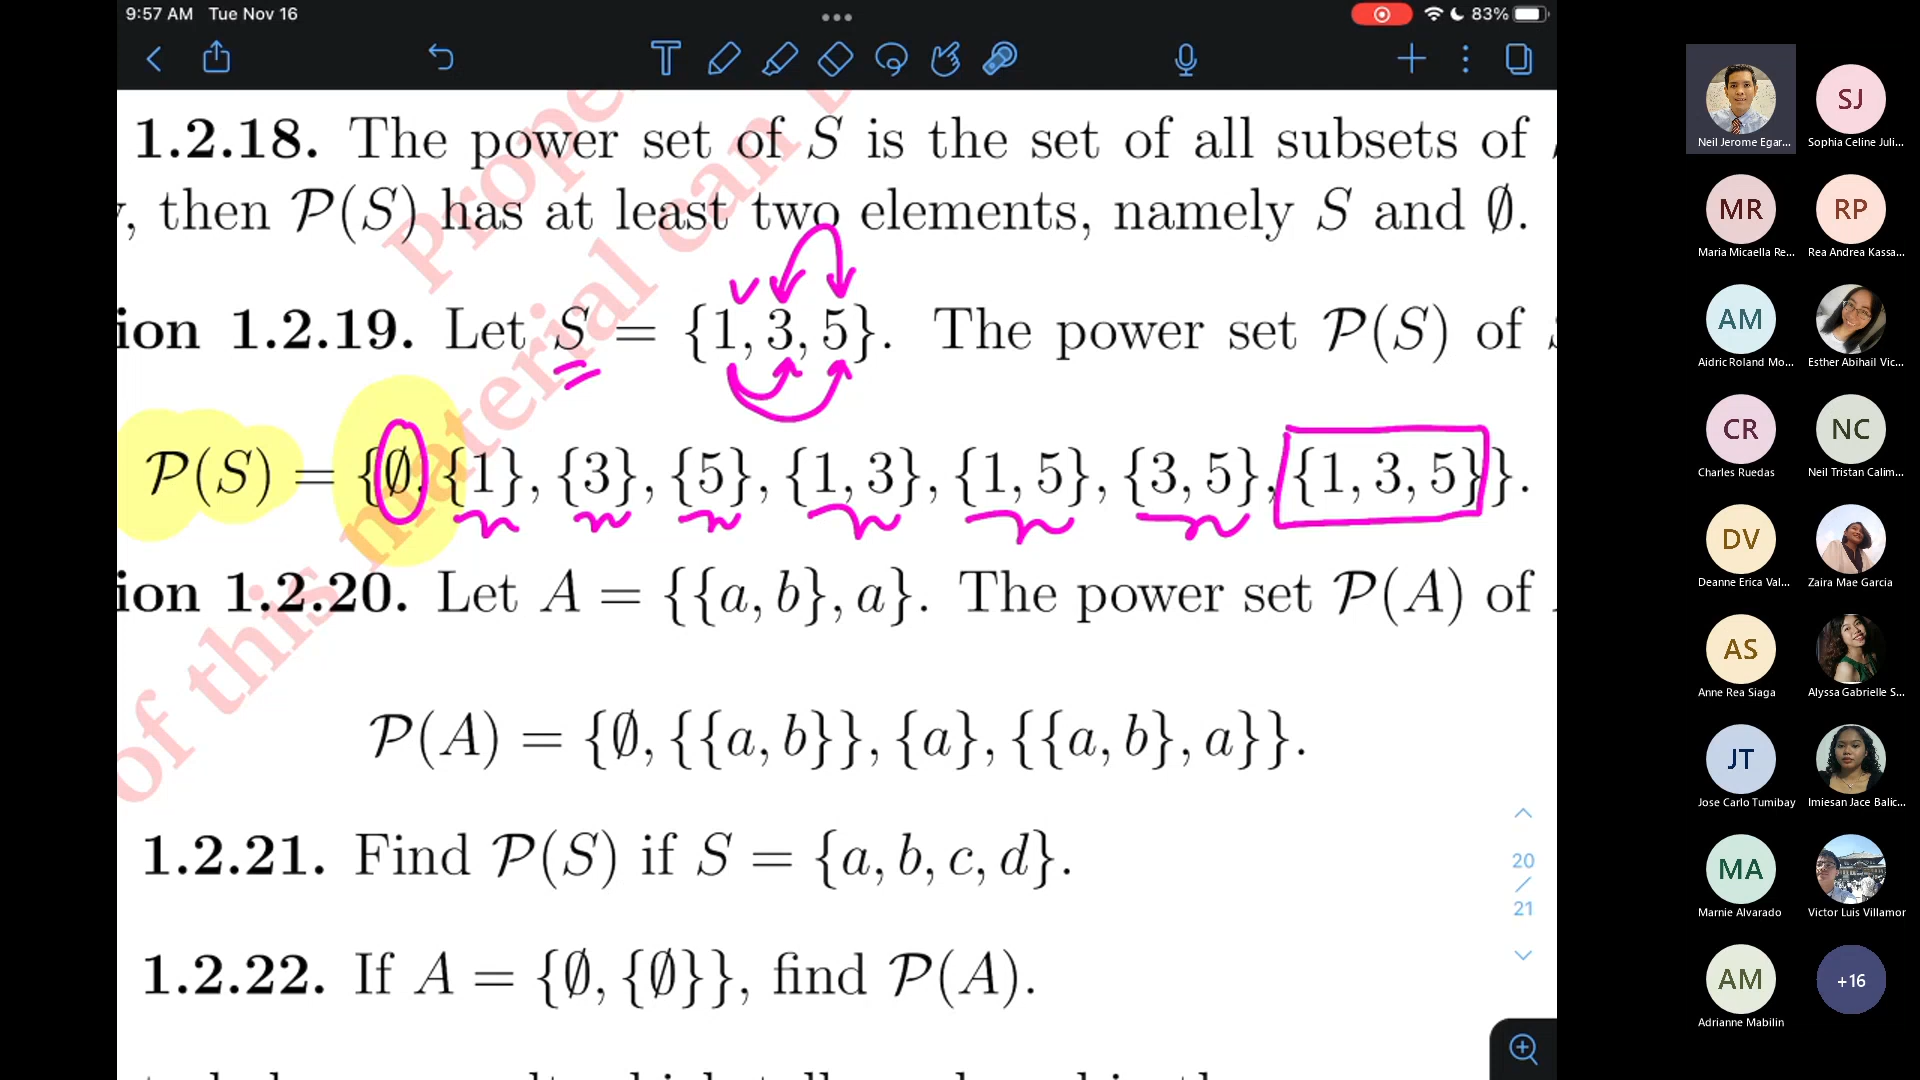 9:57 AM Tue Nov 16
83%
1.2.18. The power set of S is the set of all subsets of
, then P(S) has at least two elements, namely S and ∅.
ion 1.2.19. Let S = {1, 3, 5}. The power set P(S) of
P(S) = {∅, {1}, {3}, {5}, {1, 3}, {1, 5}, {3, 5}, {1, 3, 5}}.
ion 1.2.20. Let A = {{a, b}, a}. The power set P(A) of
P(A) = {∅, {{a, b}}, {a}, {{a, b}, a}}.
1.2.21. Find P(S) if S = {a, b, c, d}.
1.2.22. If A = {∅, {∅}}, find P(A).
of this material can
20
/
21
Neil Jerome Egar...
SJ
Sophia Celine Juli...
MR
Maria Micaella Re...
RP
Rea Andrea Kassa...
AM
Aidric Roland Mo...
Esther Abihail Vic...
CR
Charles Ruedas
NC
Neil Tristan Calim...
DV
Deanne Erica Val...
Zaira Mae Garcia
AS
Anne Rea Siaga
Alyssa Gabrielle S...
JT
Jose Carlo Tumibay
Imiesan Jace Balic...
MA
Marnie Alvarado
Victor Luis Villamor
AM
Adrianne Mabilin
+16